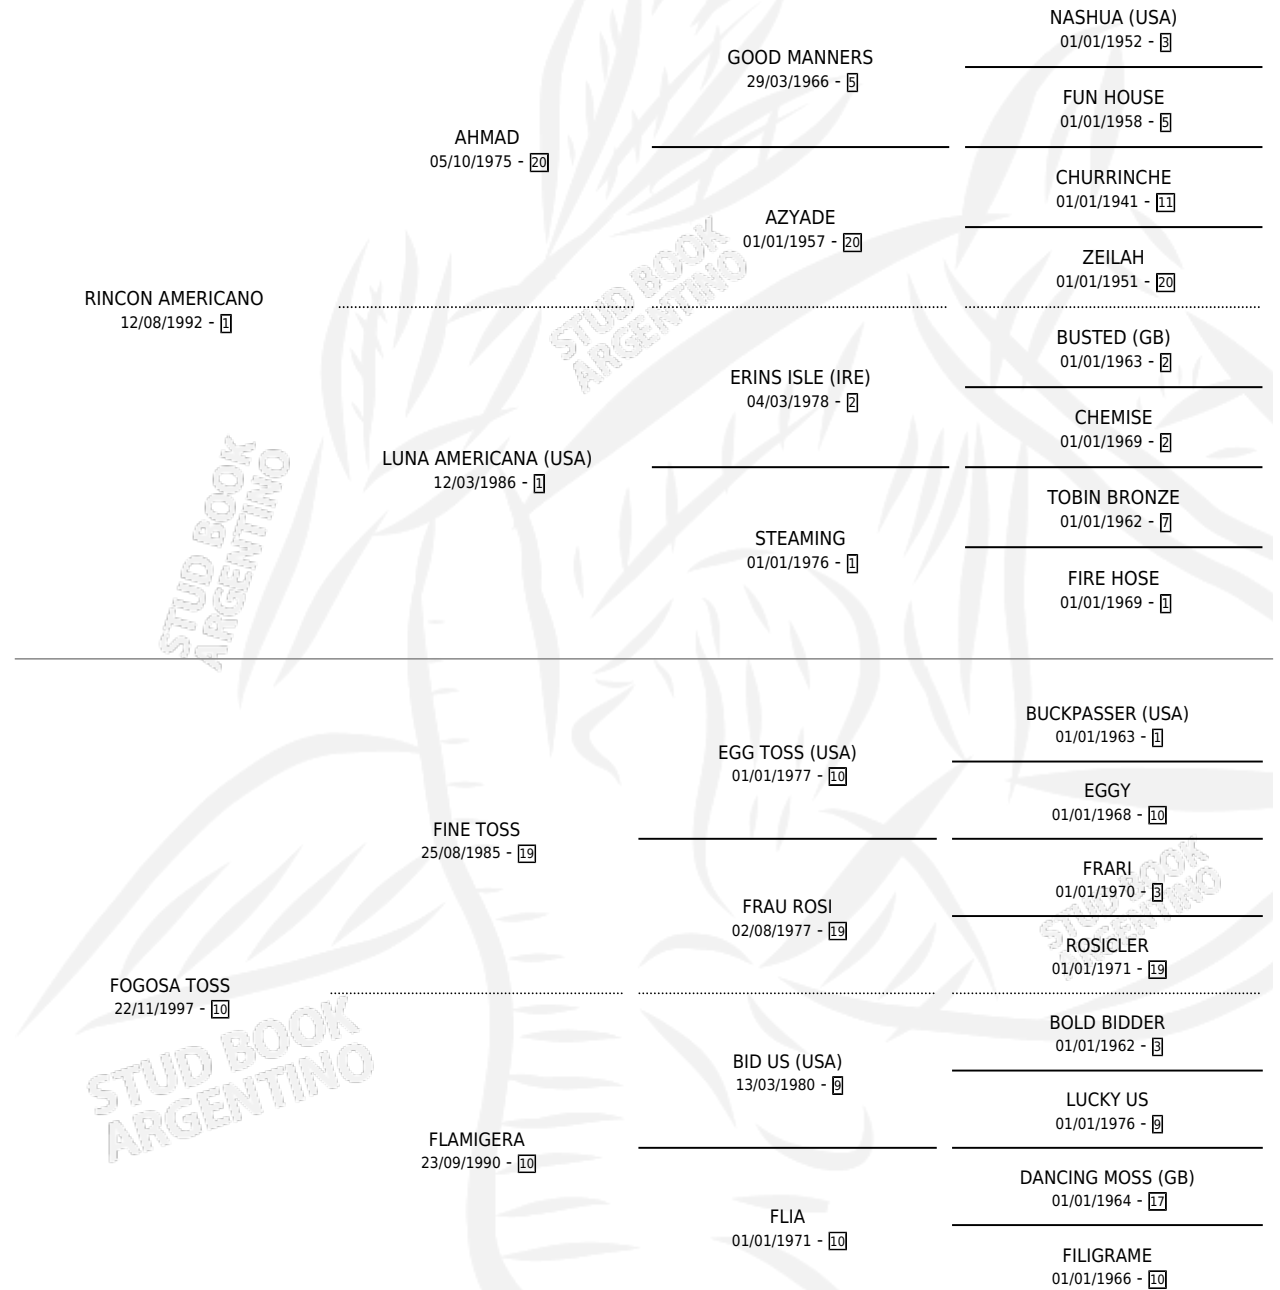 NASHUA (USA)
01/01/1952 - 3
GOOD MANNERS
29/03/1966 - 5
FUN HOUSE
01/01/1958 - 5
AHMAD
05/10/1975 - 20
CHURRINCHE
01/01/1941 - 11
AZYADE
01/01/1957 - 20
ZEILAH
01/01/1951 - 20
RINCON AMERICANO
12/08/1992 - 1
STUD BOOK
ARGENTINO
BUSTED (GB)
01/01/1963 - 2
ERINS ISLE (IRE)
04/03/1978 - 2
CHEMISE
01/01/1969 - 2
LUNA AMERICANA (USA)
12/03/1986 - 1
TOBIN BRONZE
01/01/1962 - 7
STEAMING
01/01/1976 - 1
FIRE HOSE
01/01/1969 - 1
STUD BOOK
ARGENTINO
BUCKPASSER (USA)
01/01/1963 - 1
EGG TOSS (USA)
01/01/1977 - 10
EGGY
01/01/1968 - 10
FINE TOSS
25/08/1985 - 19
FRARI
01/01/1970 - 3
FRAU ROSI
02/08/1977 - 19
ROSICLER
01/01/1971 - 19
STUD BOOK
ARGENTINO
FOGOSA TOSS
22/11/1997 - 10
STUD BOOK
ARGENTINO
BOLD BIDDER
01/01/1962 - 3
BID US (USA)
13/03/1980 - 9
LUCKY US
01/01/1976 - 9
FLAMIGERA
23/09/1990 - 10
DANCING MOSS (GB)
01/01/1964 - 17
FLIA
01/01/1971 - 10
FILIGRAME
01/01/1966 - 10